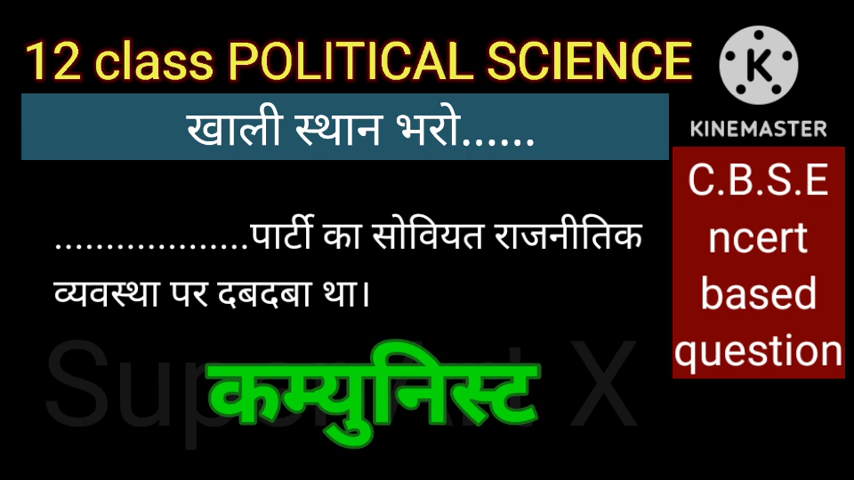 12 class POLITICAL SCIENCE
KINEMASTER
खाली स्थान भरो......
C.B.S.E
ncert
based
question
...................पार्टी का सोवियत राजनीतिक
व्यवस्था पर दबदबा था।
कम्युनिस्ट